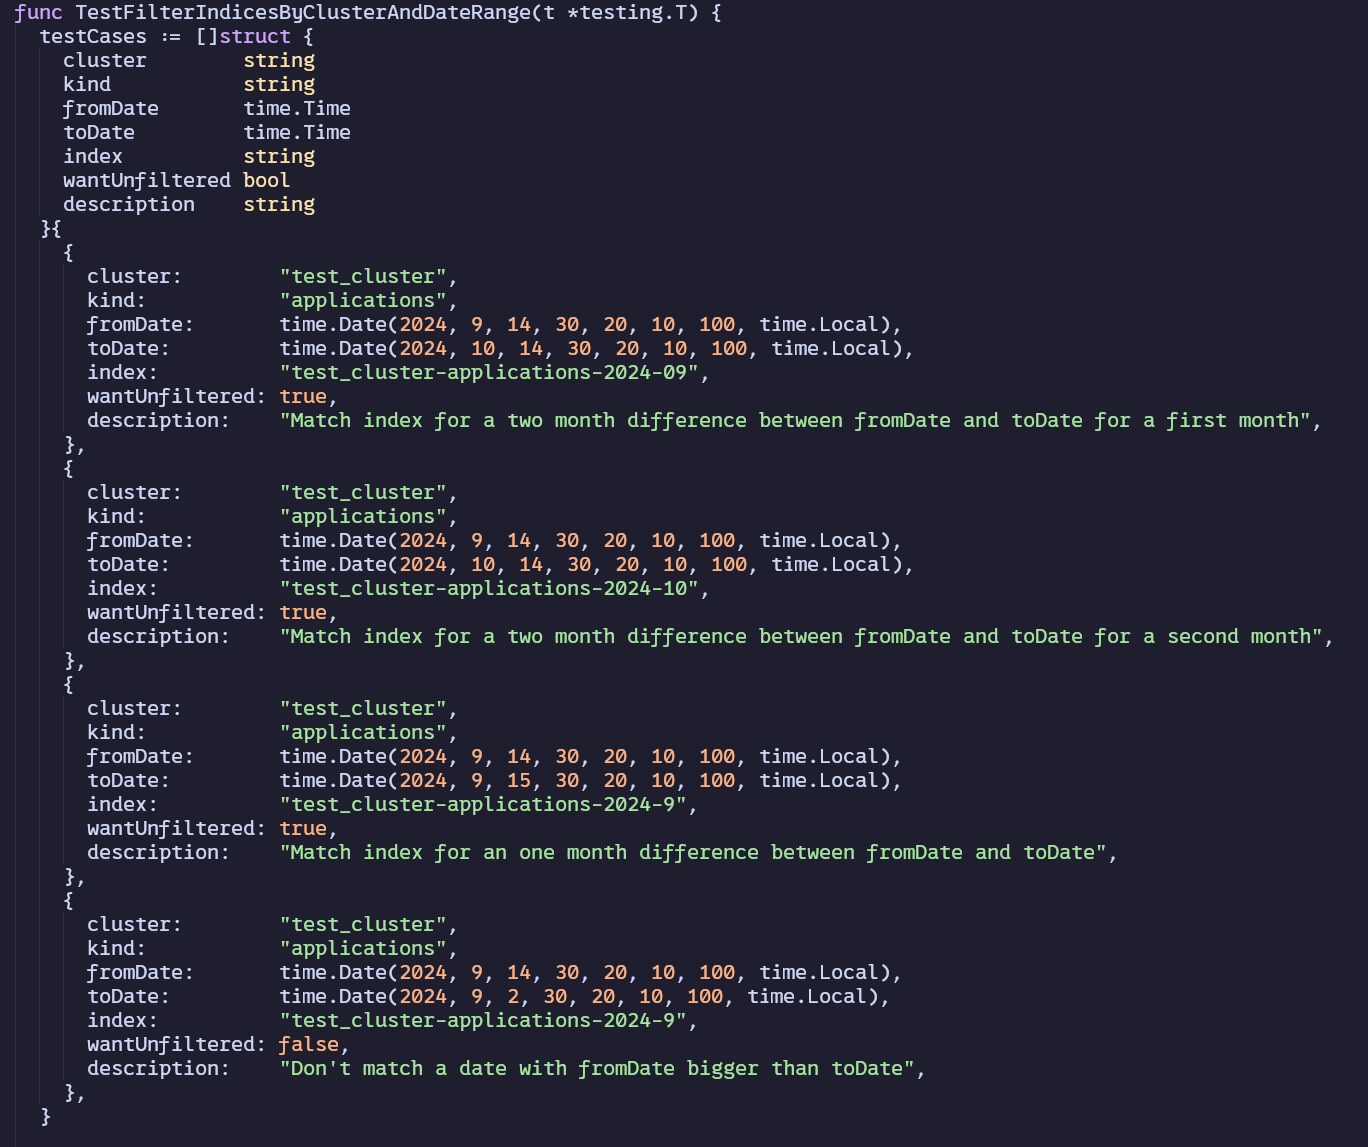 func TestFilterIndicesByClusterAndDateRange(t *testing.T) {
testCases := []struct {
cluster string
kind string
fromDate time.Time
toDate time.Time
index string
wantUnfiltered bool
description string
}{
{
cluster: "test_cluster",
kind: "applications",
fromDate: time.Date(2024, 9, 14, 30, 20, 10, 100, time.Local),
toDate: time.Date(2024, 10, 14, 30, 20, 10, 100, time.Local),
index: "test_cluster-applications-2024-09",
wantUnfiltered: true,
description: "Match index for a two month difference between fromDate and toDate for a first month",
},
{
cluster: "test_cluster",
kind: "applications",
fromDate: time.Date(2024, 9, 14, 30, 20, 10, 100, time.Local),
toDate: time.Date(2024, 10, 14, 30, 20, 10, 100, time.Local),
index: "test_cluster-applications-2024-10",
wantUnfiltered: true,
description: "Match index for a two month difference between fromDate and toDate for a second month",
},
{
cluster: "test_cluster",
kind: "applications",
fromDate: time.Date(2024, 9, 14, 30, 20, 10, 100, time.Local),
toDate: time.Date(2024, 9, 15, 30, 20, 10, 100, time.Local),
index: "test_cluster-applications-2024-9",
wantUnfiltered: true,
description: "Match index for an one month difference between fromDate and toDate",
},
{
cluster: "test_cluster",
kind: "applications",
fromDate: time.Date(2024, 9, 14, 30, 20, 10, 100, time.Local),
toDate: time.Date(2024, 9, 2, 30, 20, 10, 100, time.Local),
index: "test_cluster-applications-2024-9",
wantUnfiltered: false,
description: "Don't match a date with fromDate bigger than toDate",
},
}